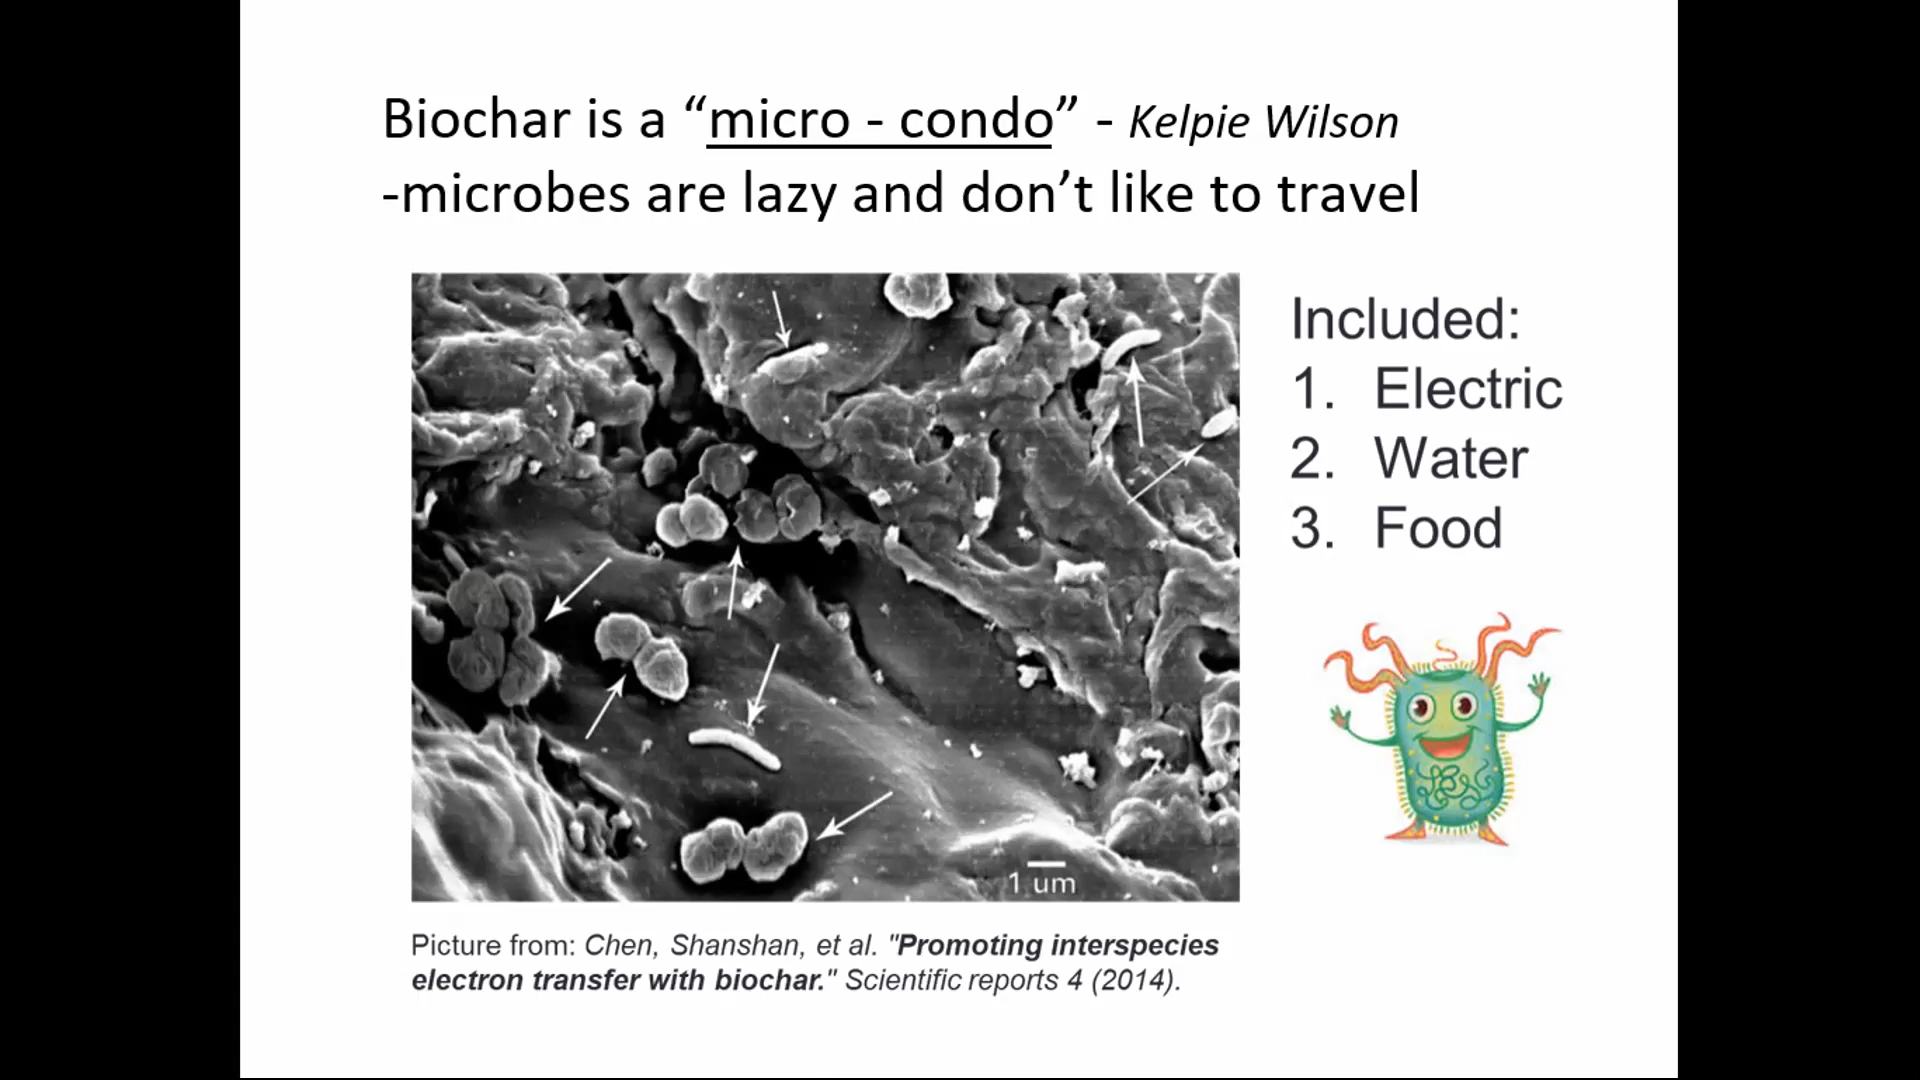 Biochar is a “micro - condo” - Kelpie Wilson
-microbes are lazy and don’t like to travel
Included:
1. Electric
2. Water
3. Food
1 um
Picture from: Chen, Shanshan, et al. "Promoting interspecies
electron transfer with biochar." Scientific reports 4 (2014).